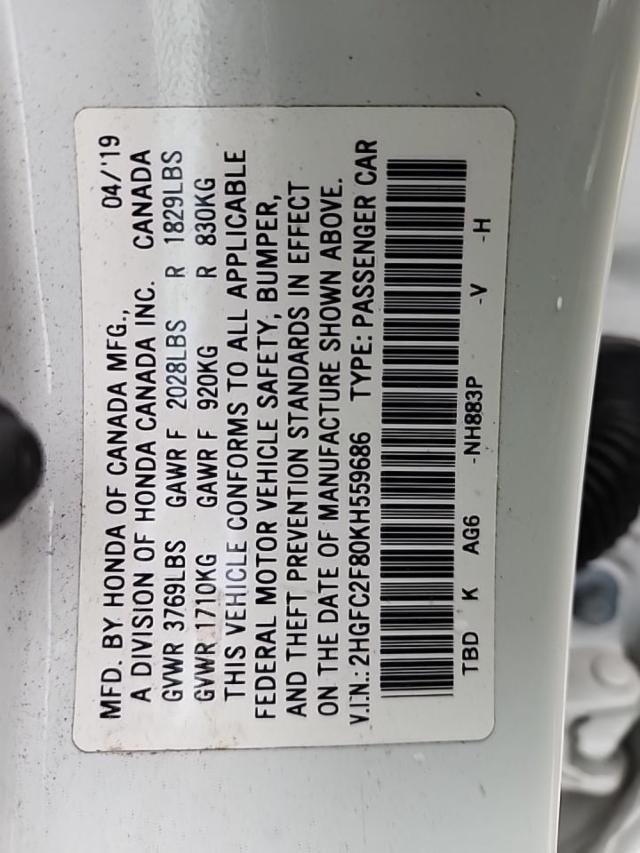 MFD. BY HONDA OF CANADA MFG., 04/'19
A DIVISION OF HONDA CANADA INC. CANADA
GVWR 3769LBS GAWR F 2028LBS R 1829LBS
GVWR 1710KG GAWR F 920KG R 830KG
THIS VEHICLE CONFORMS TO ALL APPLICABLE
FEDERAL MOTOR VEHICLE SAFETY, BUMPER,
AND THEFT PREVENTION STANDARDS IN EFFECT
ON THE DATE OF MANUFACTURE SHOWN ABOVE.
V.I.N.: 2HGFC2F80KH559686 TYPE: PASSENGER CAR
TBD K AG6 -NH883P -V -H